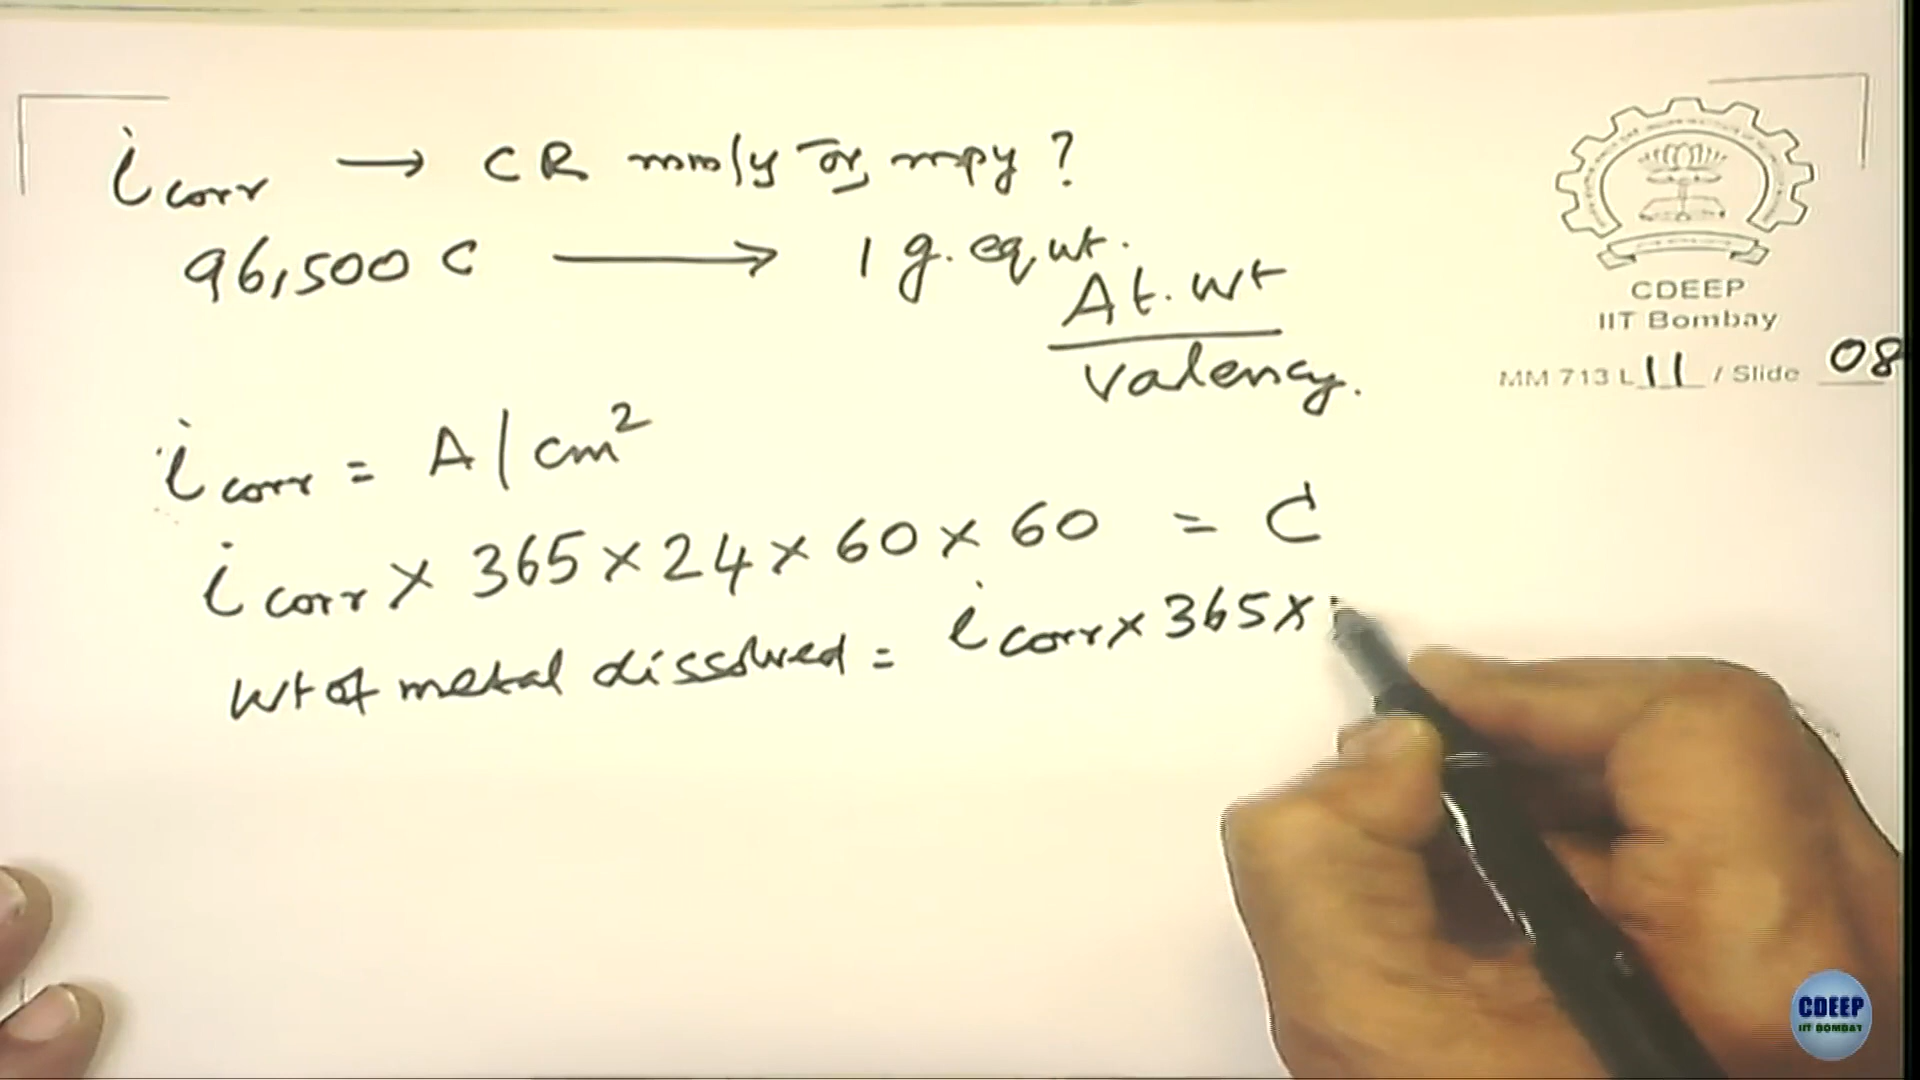 i corr → CR mm/y or mpy ?
96,500 C → 1 g. eq wt.
At. wt
valency.
i corr = A/cm²
i corr × 365 × 24 × 60 × 60 = C
Wt of metal dissolved = i corr × 365 ×
CDEEP
IIT Bombay
MM 713 L 11 / Slide 08
CDEEP
IIT BOMBAY